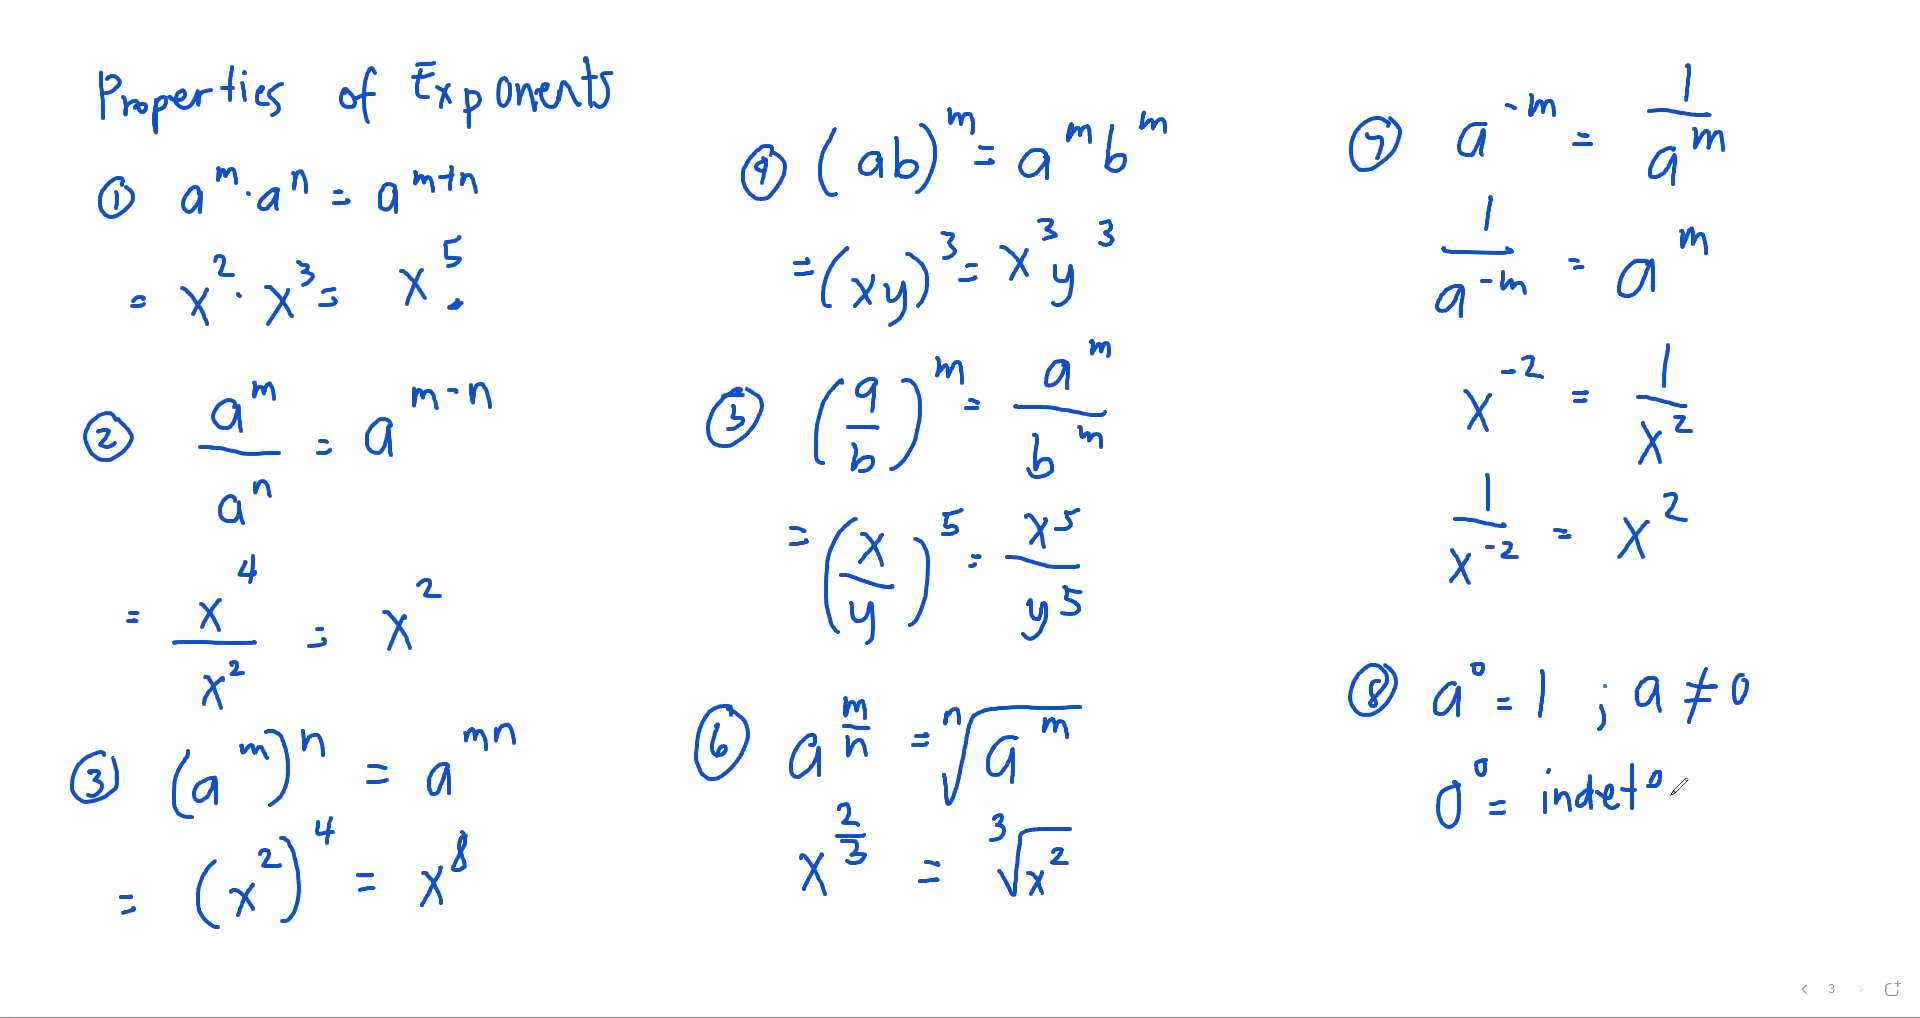 Properties of Exponents
① a^m · a^n = a^(m+n)
= x^2 · x^3 = x^5.
② a^m / a^n = a^(m-n)
= x^4 / x^2 = x^2
③ (a^m)^n = a^(mn)
= (x^2)^4 = x^8
④ (ab)^m = a^m b^m
= (xy)^3 = x^3 y^3
⑤ (a/b)^m = a^m / b^m
= (x/y)^5 = x^5 / y^5
⑥ a^(m/n) = ⁿ√(a^m)
x^(2/3) = ³√(x^2)
⑦ a^(-m) = 1 / a^m
1 / a^(-m) = a^m
x^(-2) = 1 / x^2
1 / x^(-2) = x^2
⑧ a^0 = 1 ; a ≠ 0
0^0 = indet
3